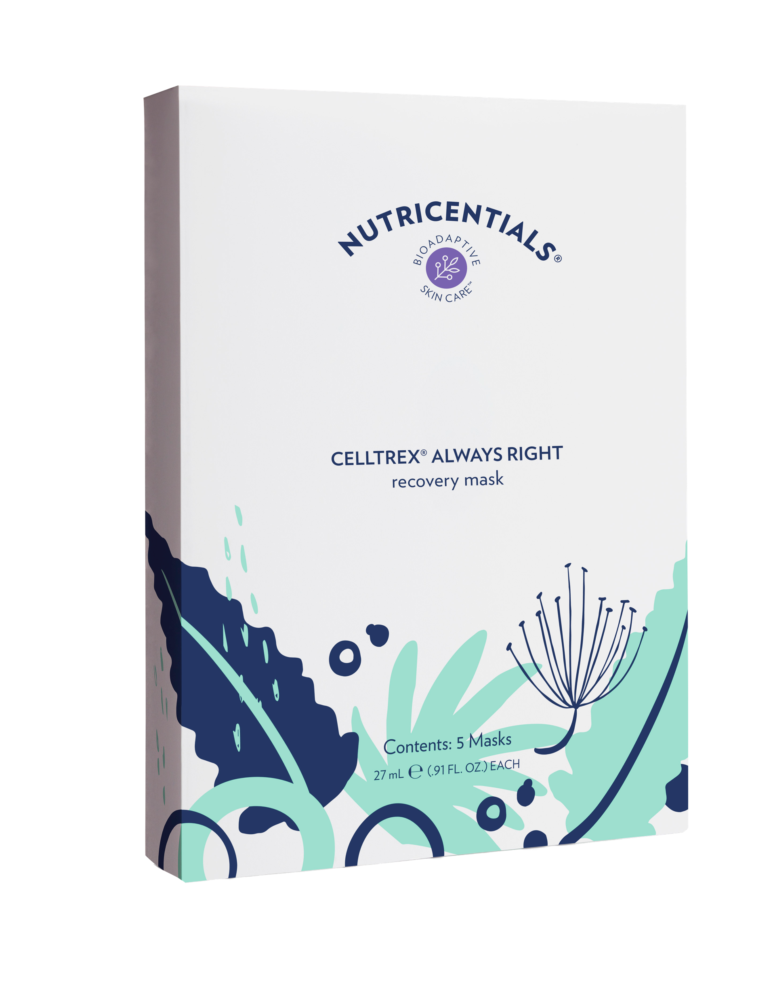 NUTRICENTIALS®
BIOADAPTIVE
SKIN CARE™
CELLTREX® ALWAYS RIGHT
recovery mask
Contents: 5 Masks
27 mL ℮ (.91 FL. OZ.) EACH